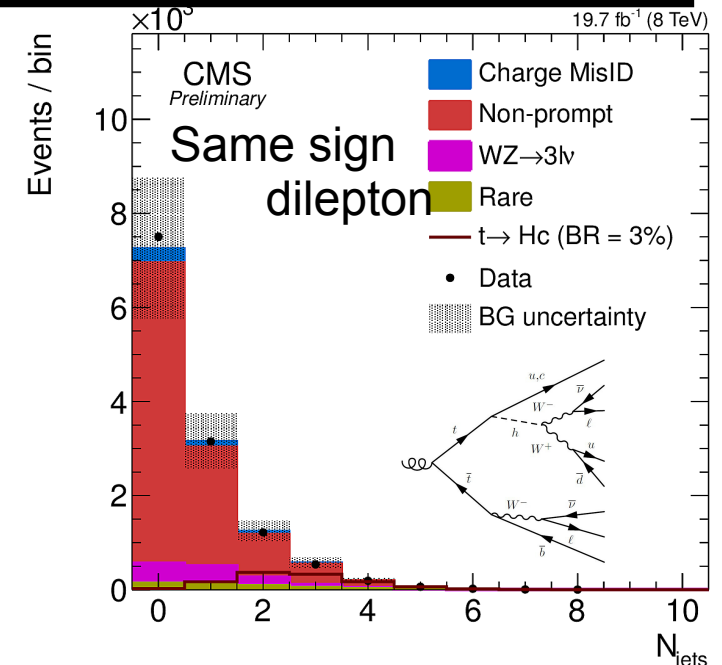 ×10³
19.7 fb⁻¹ (8 TeV)
Events / bin
CMS
Preliminary
Same sign
dilepton
Charge MisID
Non-prompt
WZ→3lν
Rare
t→ Hc (BR = 3%)
Data
BG uncertainty
10
8
6
4
2
0
u,c
t
h
W⁻
ν̅
ℓ
W⁺
u
d̅
t̅
W⁻
ν̅
ℓ
b̅
0 2 4 6 8 10
N_jets